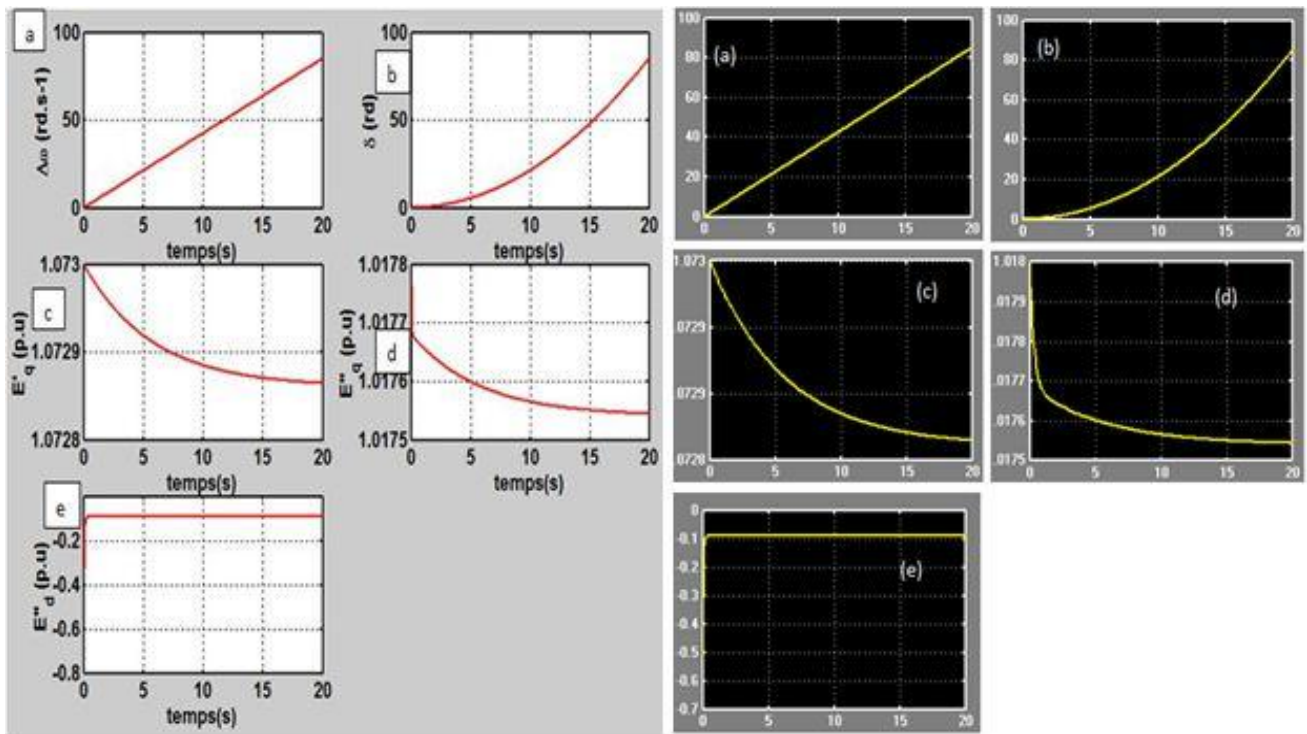 a
100
50
0
Δω (rd.s-1)
0 5 10 15 20
temps(s)
b
100
50
0
δ (rd)
0 5 10 15 20
temps(s)
c
1.073
1.0729
1.0728
E'q (p.u)
0 5 10 15 20
temps(s)
d
1.0178
1.0177
1.0176
1.0175
E''q (p.u)
0 5 10 15 20
temps(s)
e
-0.2
-0.4
-0.6
-0.8
E''d (p.u)
0 5 10 15 20
temps(s)
(a)
100
80
60
40
20
0
0 5 10 15 20
(b)
100
80
60
40
20
0
0 5 10 15 20
(c)
1.073
.0729
.0729
.0728
0 5 10 15 20
(d)
1.018
.0179
.0178
.0177
.0176
.0175
0 5 10 15 20
(e)
0
-0.1
-0.2
-0.3
-0.4
-0.5
-0.6
-0.7
0 5 10 15 20